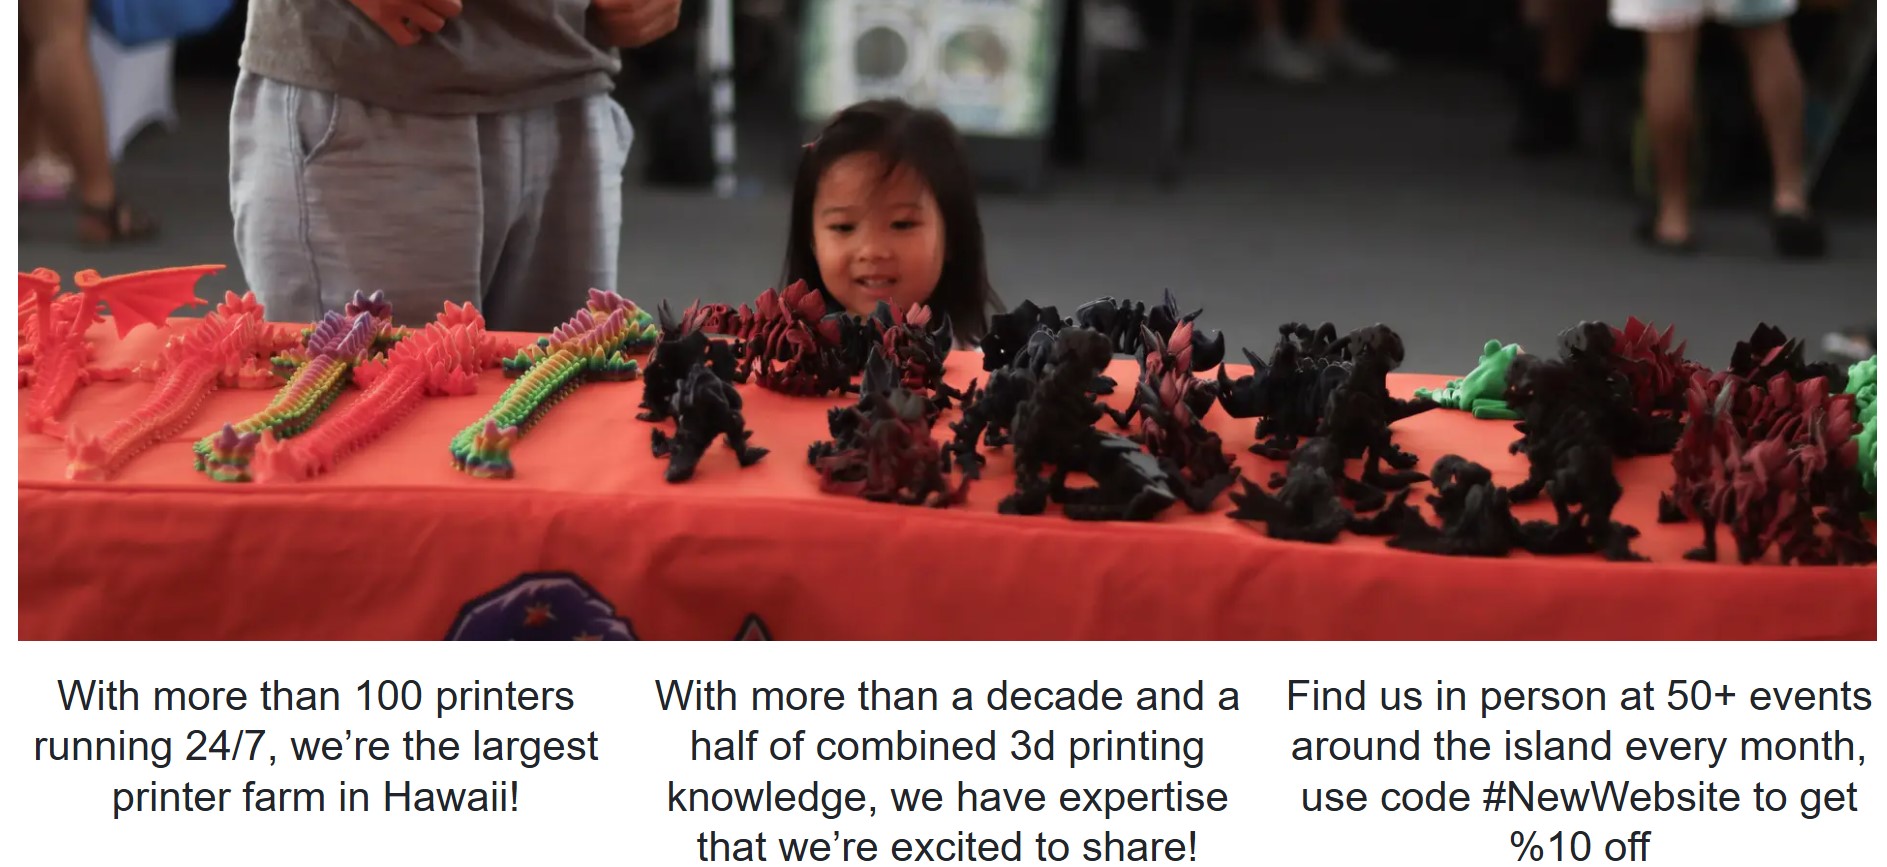 With more than 100 printers
running 24/7, we’re the largest
printer farm in Hawaii!
With more than a decade and a
half of combined 3d printing
knowledge, we have expertise
that we’re excited to share!
Find us in person at 50+ events
around the island every month,
use code #NewWebsite to get
%10 off